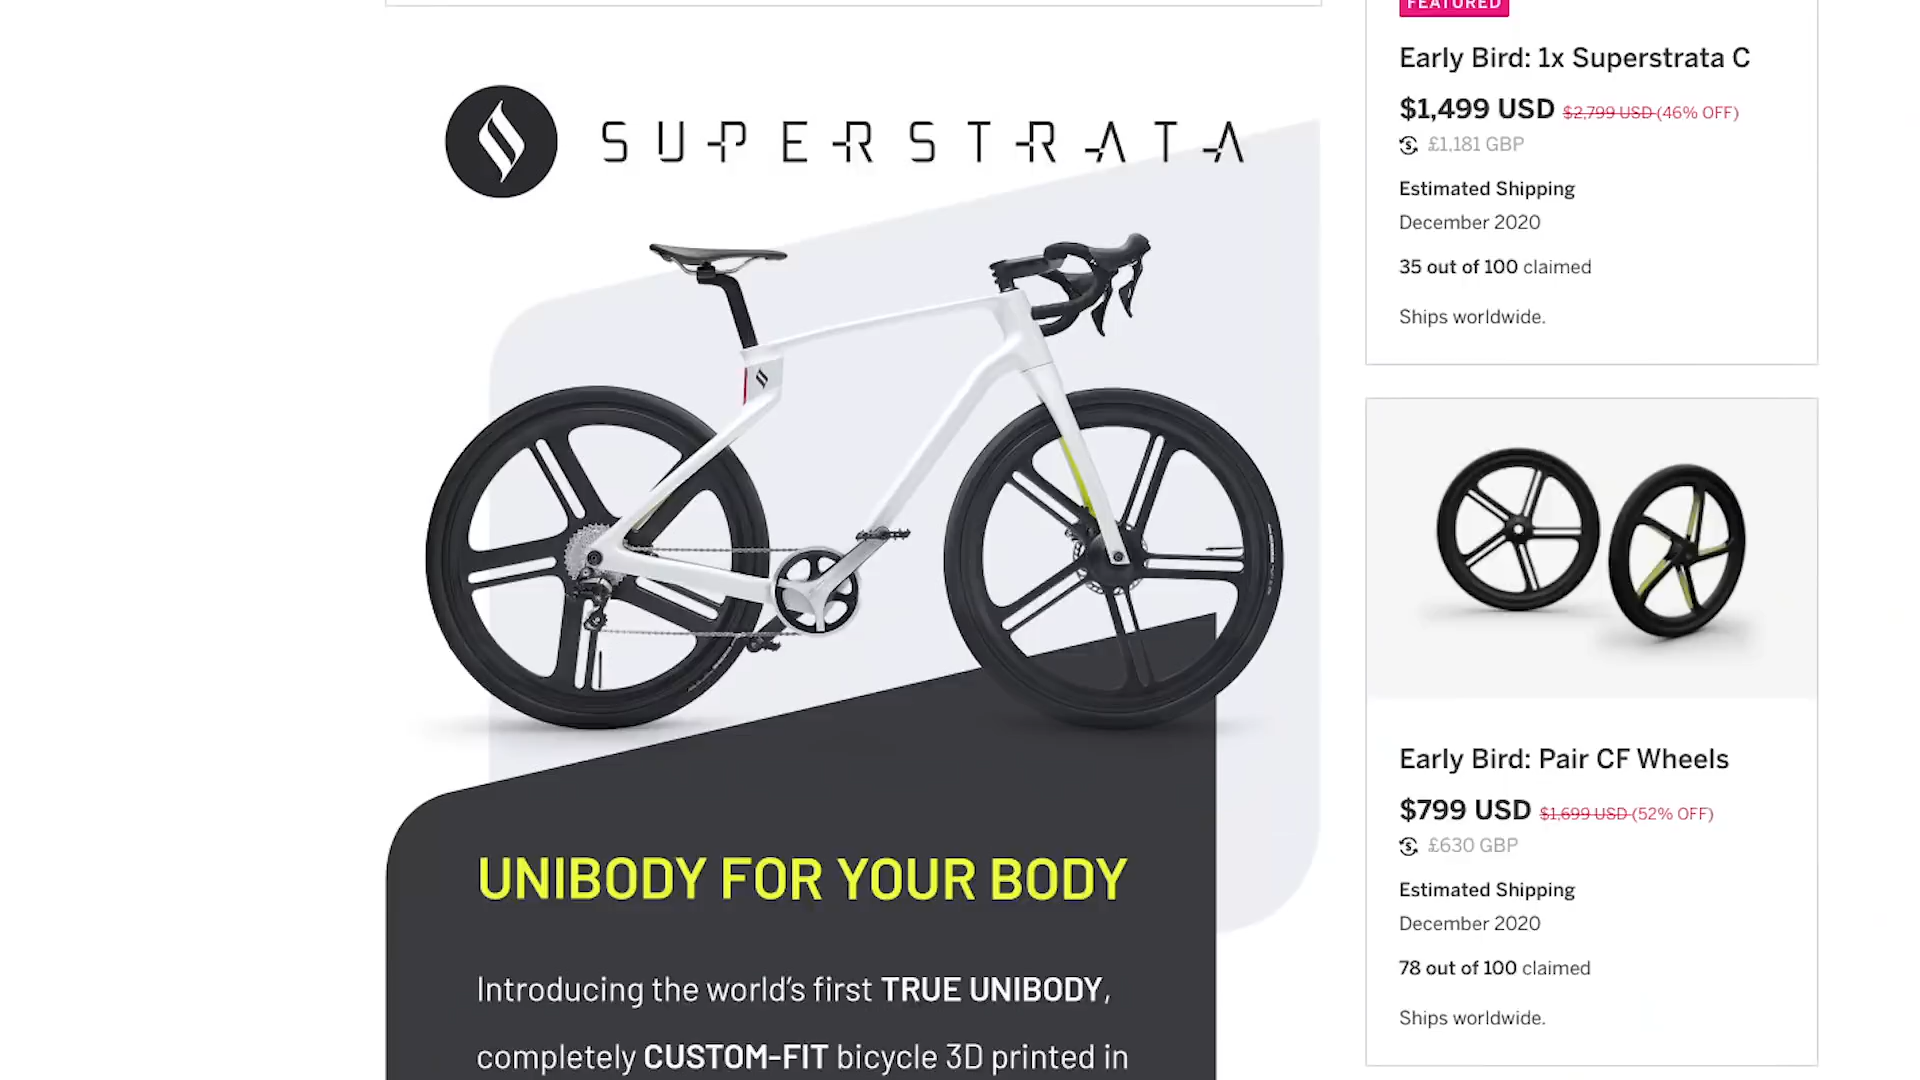 SUPERSTRATA
UNIBODY FOR YOUR BODY
Introducing the world's first TRUE UNIBODY,
completely CUSTOM-FIT bicycle 3D printed in
FEATURED
Early Bird: 1x Superstrata C
$1,499 USD $2,799 USD (46% OFF)
£1,181 GBP
Estimated Shipping
December 2020
35 out of 100 claimed
Ships worldwide.
Early Bird: Pair CF Wheels
$799 USD $1,699 USD (52% OFF)
£630 GBP
Estimated Shipping
December 2020
78 out of 100 claimed
Ships worldwide.